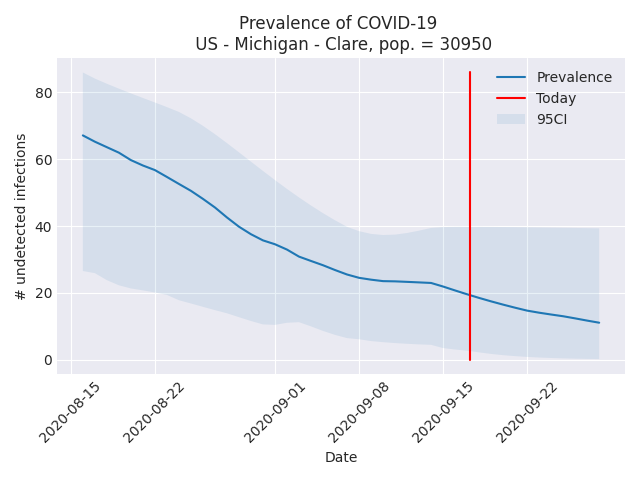 Prevalence of COVID-19
US - Michigan - Clare, pop. = 30950
Prevalence
Today
95CI
# undetected infections
80
60
40
20
0
2020-08-15
2020-08-22
2020-09-01
2020-09-08
2020-09-15
2020-09-22
Date